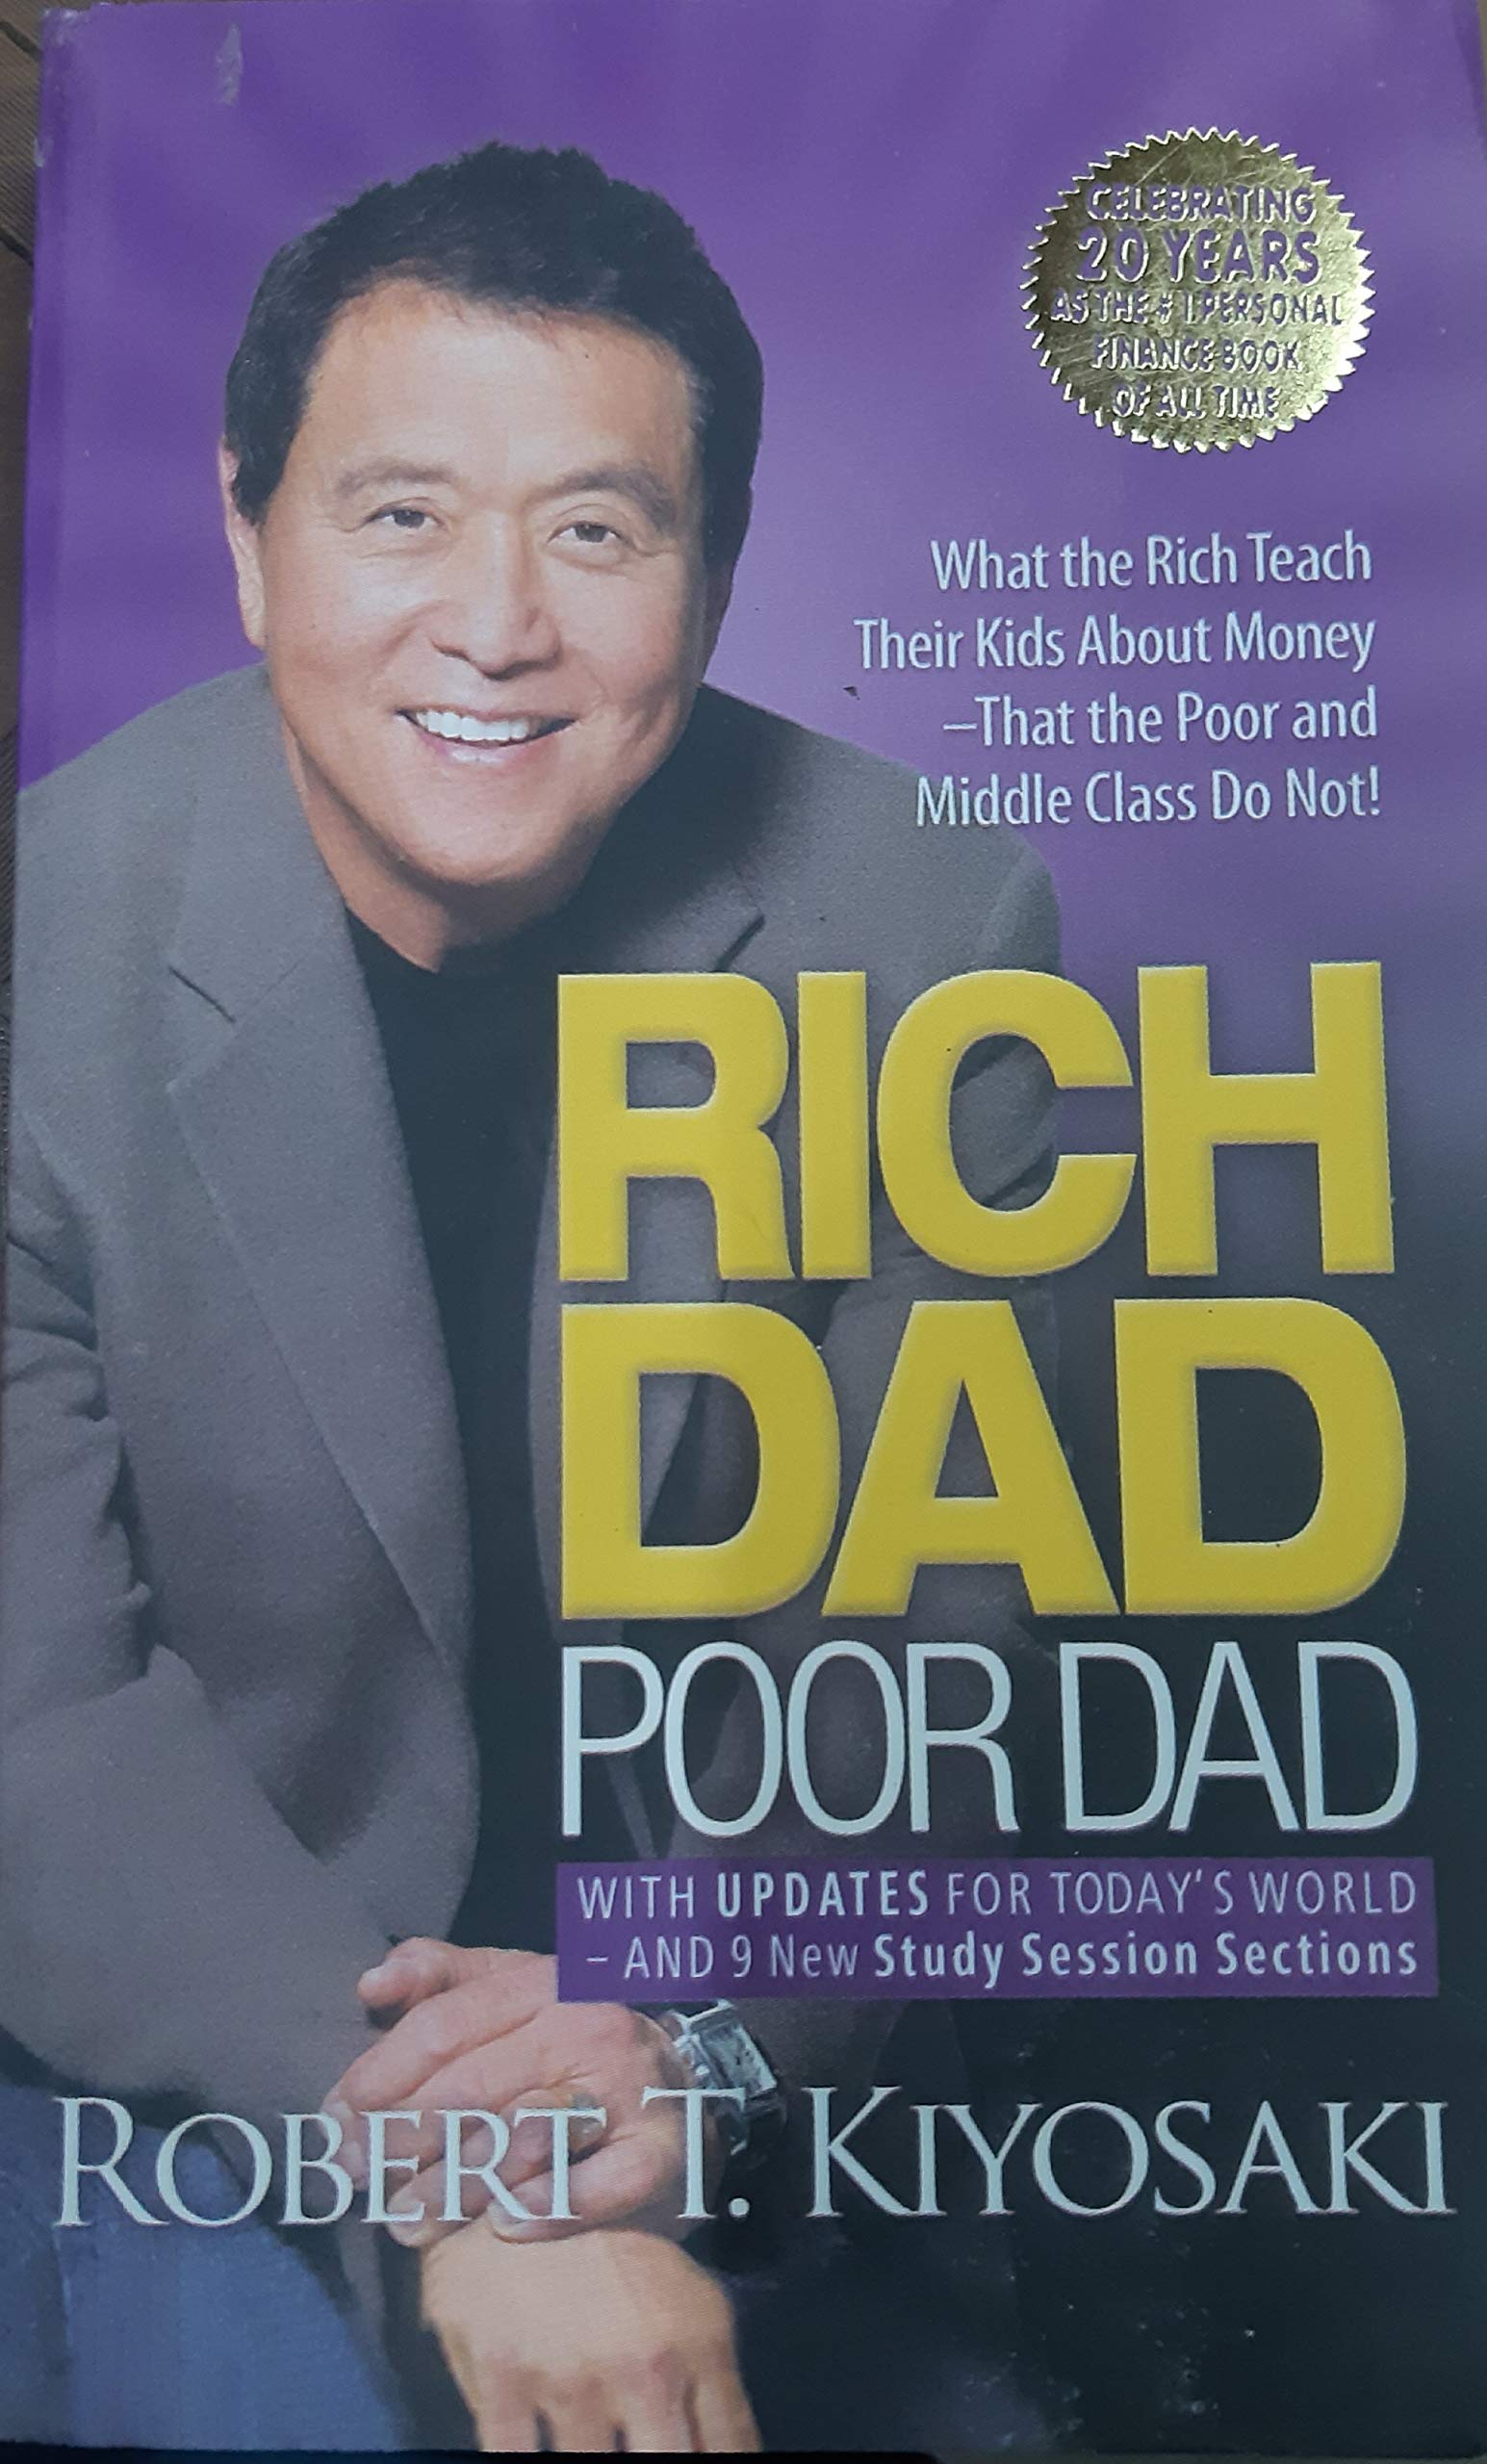 CELEBRATING
20 YEARS
AS THE #1 PERSONAL
FINANCE BOOK
OF ALL TIME
What the Rich Teach
Their Kids About Money
–That the Poor and
Middle Class Do Not!
RICH
DAD
POOR DAD
WITH UPDATES FOR TODAY'S WORLD
– AND 9 New Study Session Sections
ROBERT T. KIYOSAKI